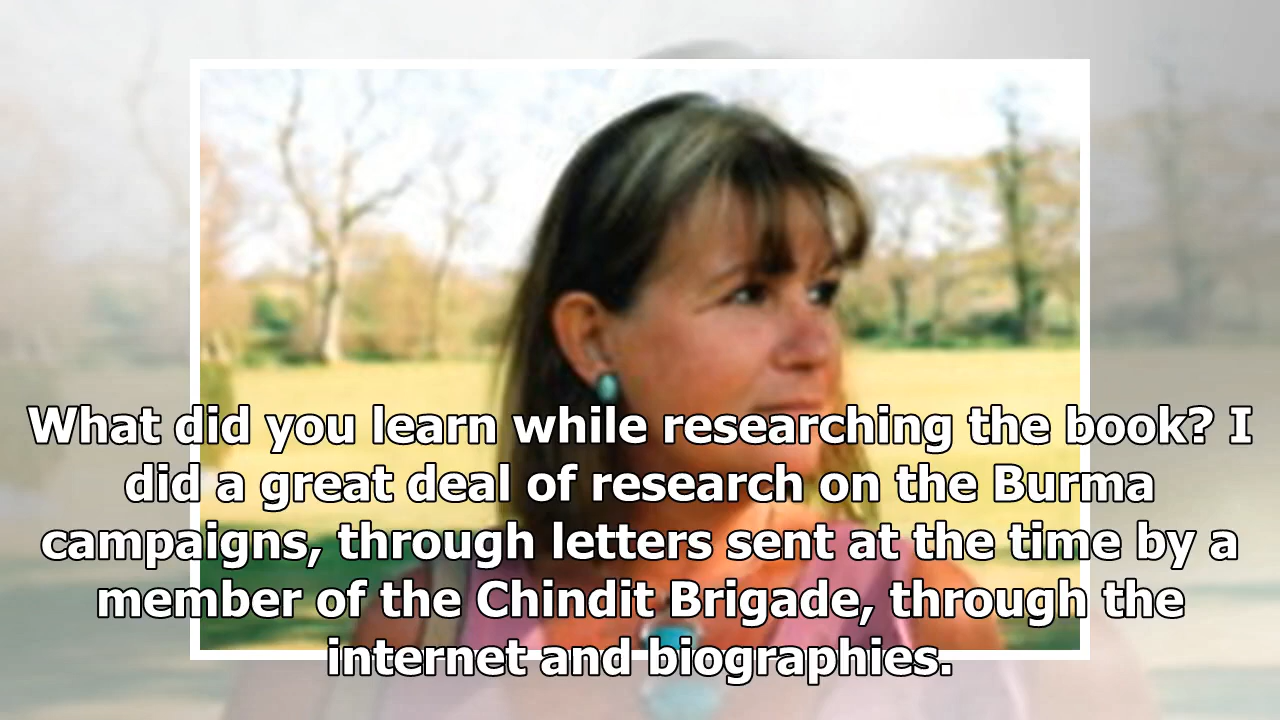 What did you learn while researching the book? I
did a great deal of research on the Burma
campaigns, through letters sent at the time by a
member of the Chindit Brigade, through the
internet and biographies.